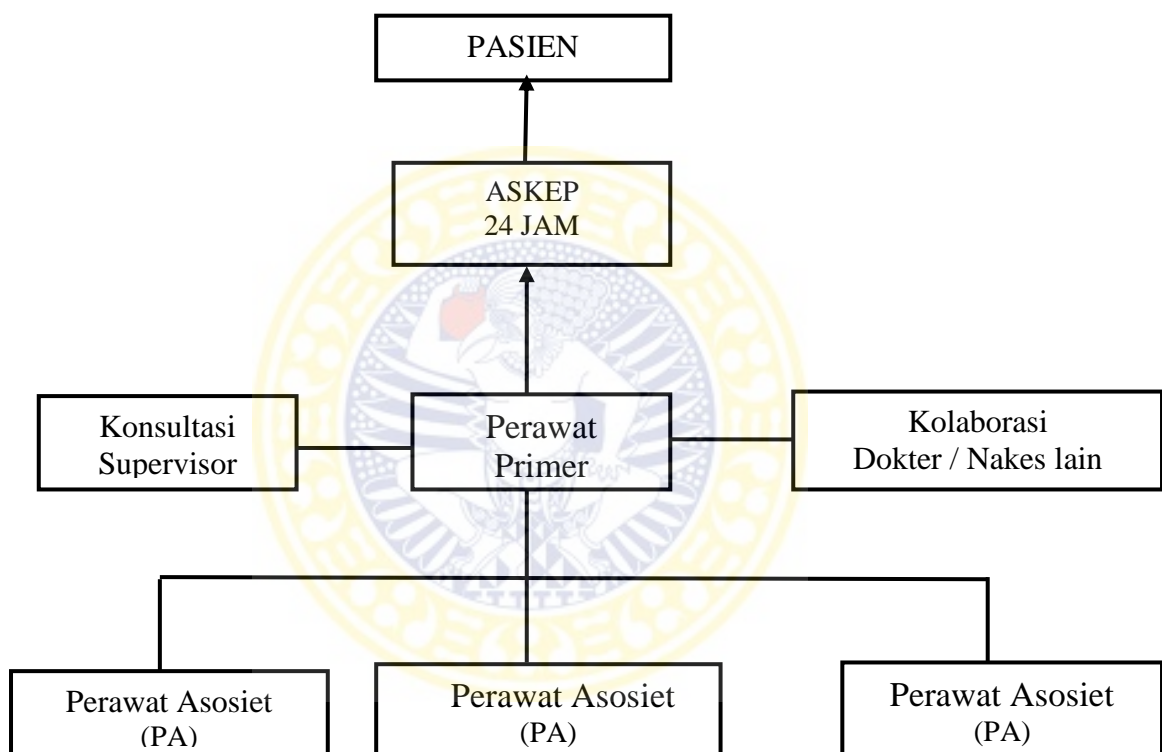 PASIEN
ASKEP
24 JAM
Konsultasi
Supervisor
Perawat
Primer
Kolaborasi
Dokter / Nakes lain
Perawat Asosiet
(PA)
Perawat Asosiet
(PA)
Perawat Asosiet
(PA)